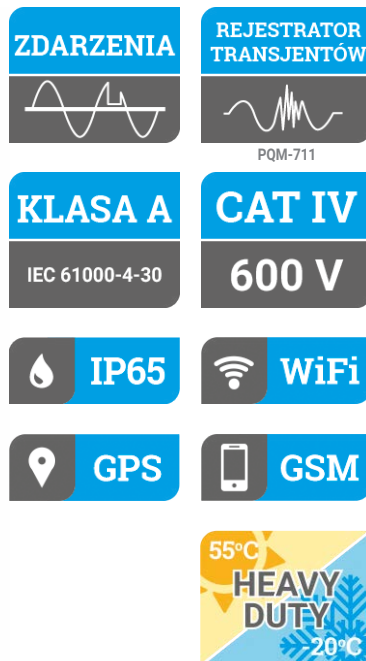 ZDARZENIA
REJESTRATOR
TRANSJENTÓW
PQM-711
KLASA A
IEC 61000-4-30
CAT IV
600 V
IP65
WiFi
GPS
GSM
55°C
HEAVY
DUTY
-20°C